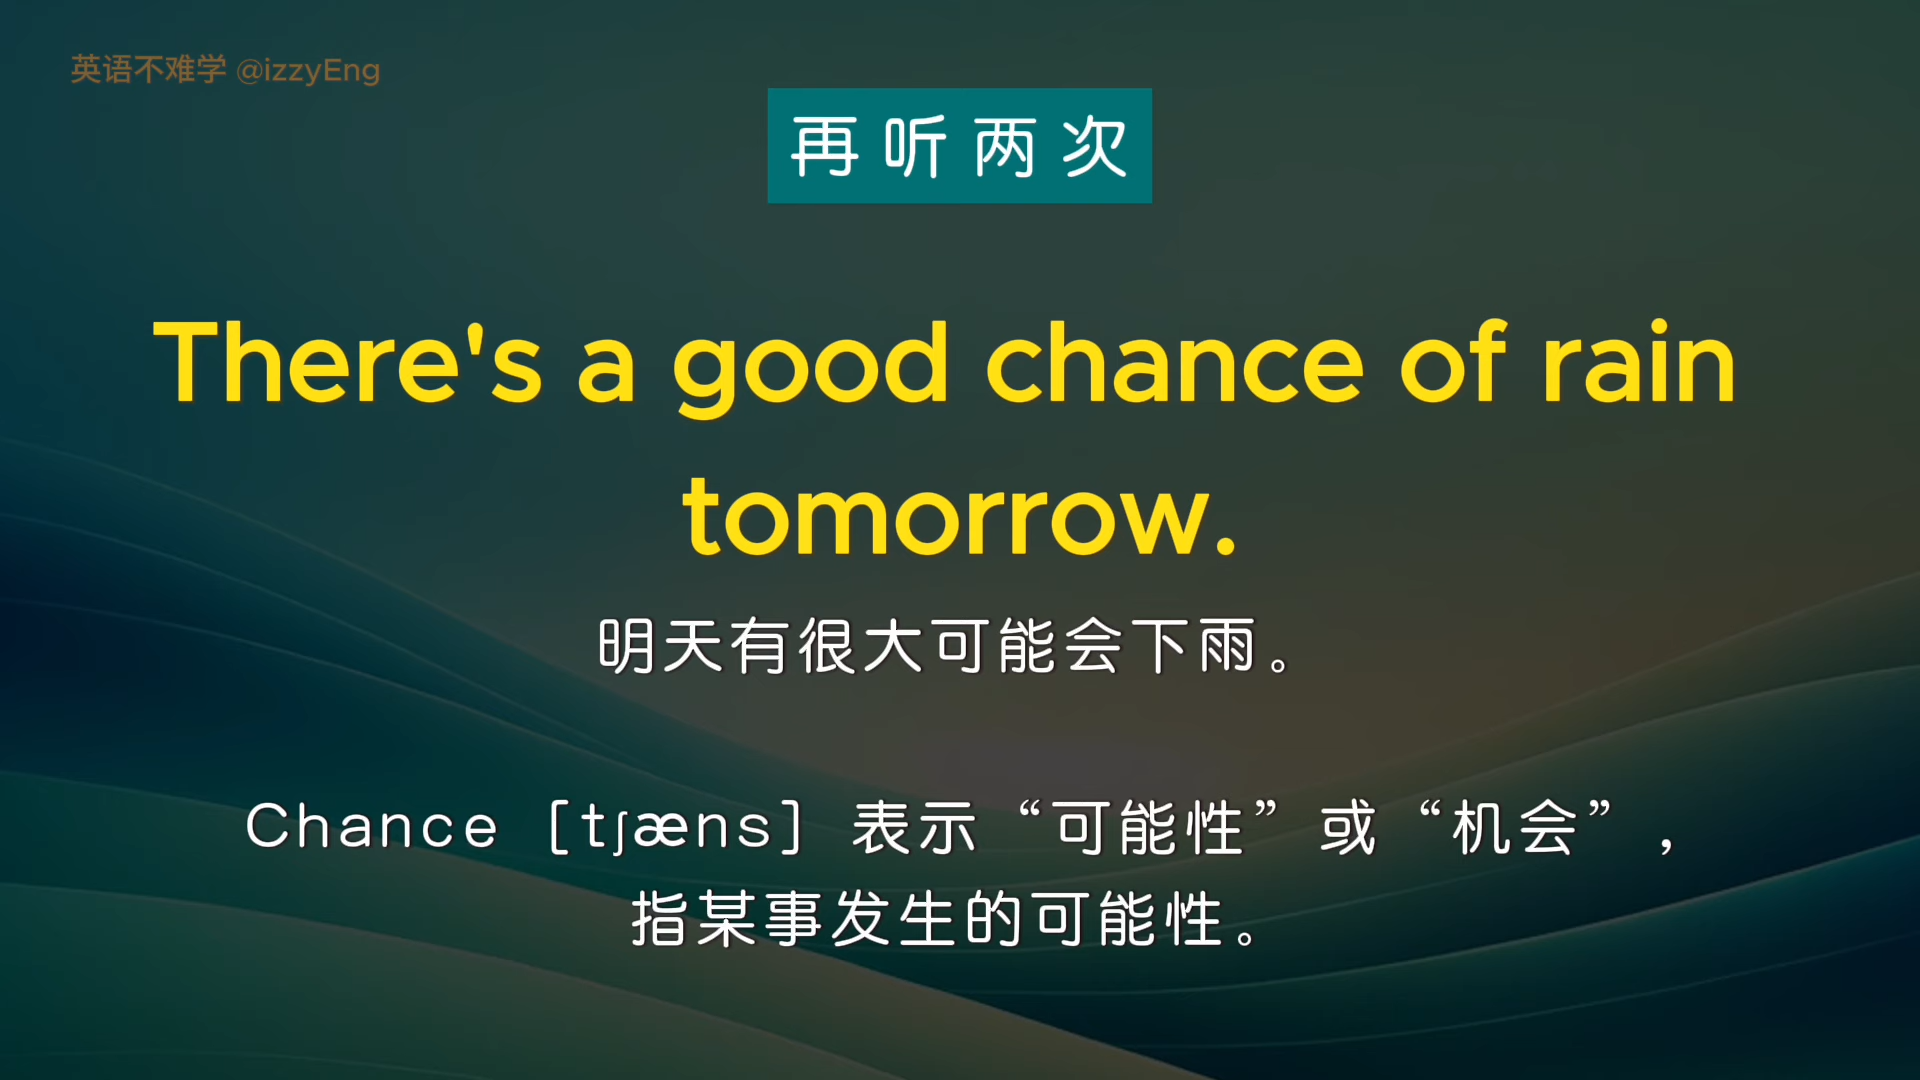 英语不难学 @izzyEng
再听两次
There's a good chance of rain
tomorrow.
明天有很大可能会下雨。
Chance [tʃæns] 表示“可能性”或“机会”，
指某事发生的可能性。